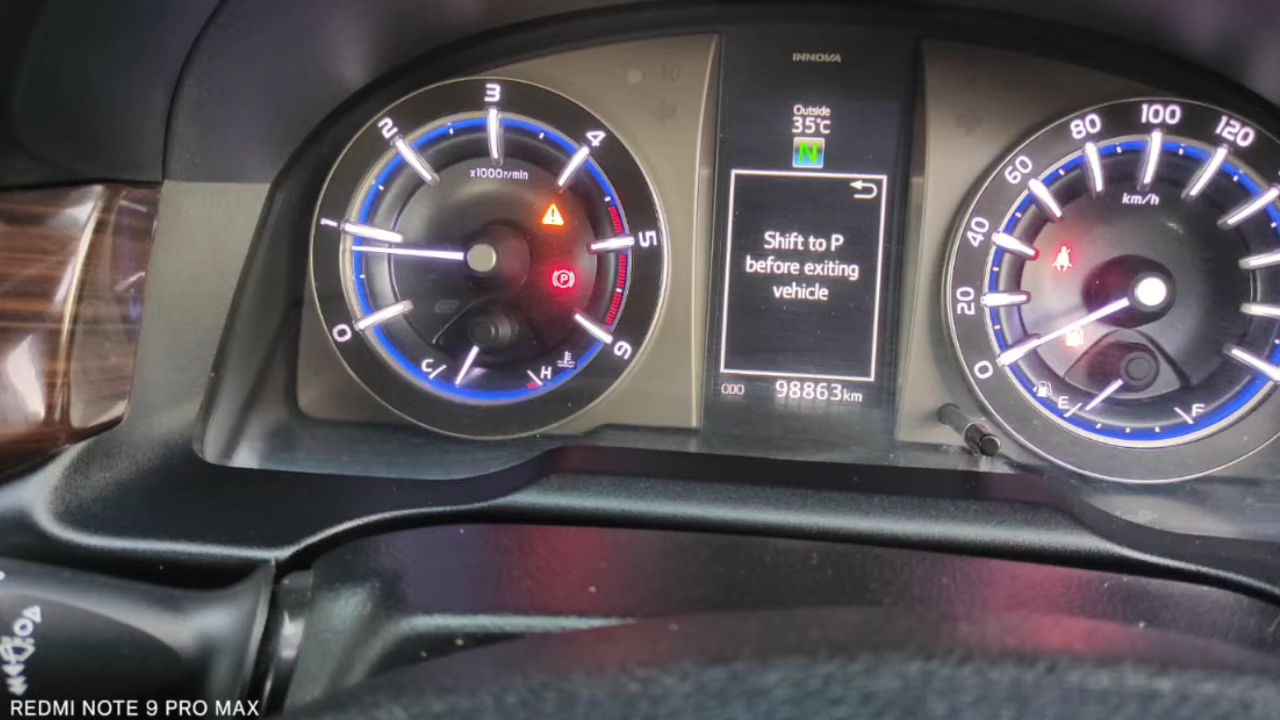 INNOVA
Outside
35°C
N
Shift to P
before exiting
vehicle
ODO 98863km
0
1
2
3
4
5
6
x1000r/min
P
C
H
0
20
40
60
80
100
120
km/h
E
F
REDMI NOTE 9 PRO MAX